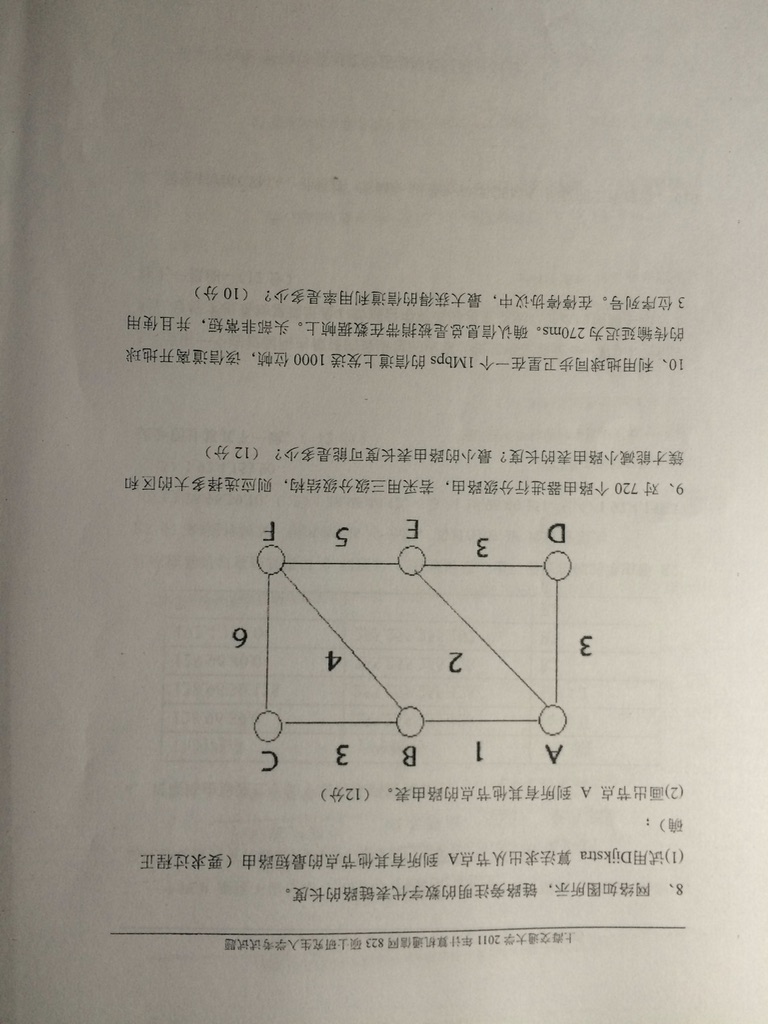 上海交通大学 2011 年计算机通信网 823 硕士研究生入学考试试题
8、 网络如图所示，链路旁注明的数字代表链路的长度。
(1)试用Dijkstra 算法求出从节点A 到所有其他节点的最短路由（要求过程正
确）；
(2)画出节点 A 到所有其他节点的路由表。（12分）
A 1 B 3 C
3 2 4 6
D 3 E 5 F
9、对 720 个路由器进行分级路由，若采用三级分级结构，则应选择多大的区和
簇才能减小路由表的长度？最小的路由表长度可能是多少？（12 分）
10、利用地球同步卫星在一个 1Mbps 的信道上发送 1000 位帧，该信道离开地球
的传输延迟为 270ms。确认信息总是被捎带在数据帧上。头部非常短，并且使用
3 位序列号。在停停协议中，最大获得的信道利用率是多少？（10 分）